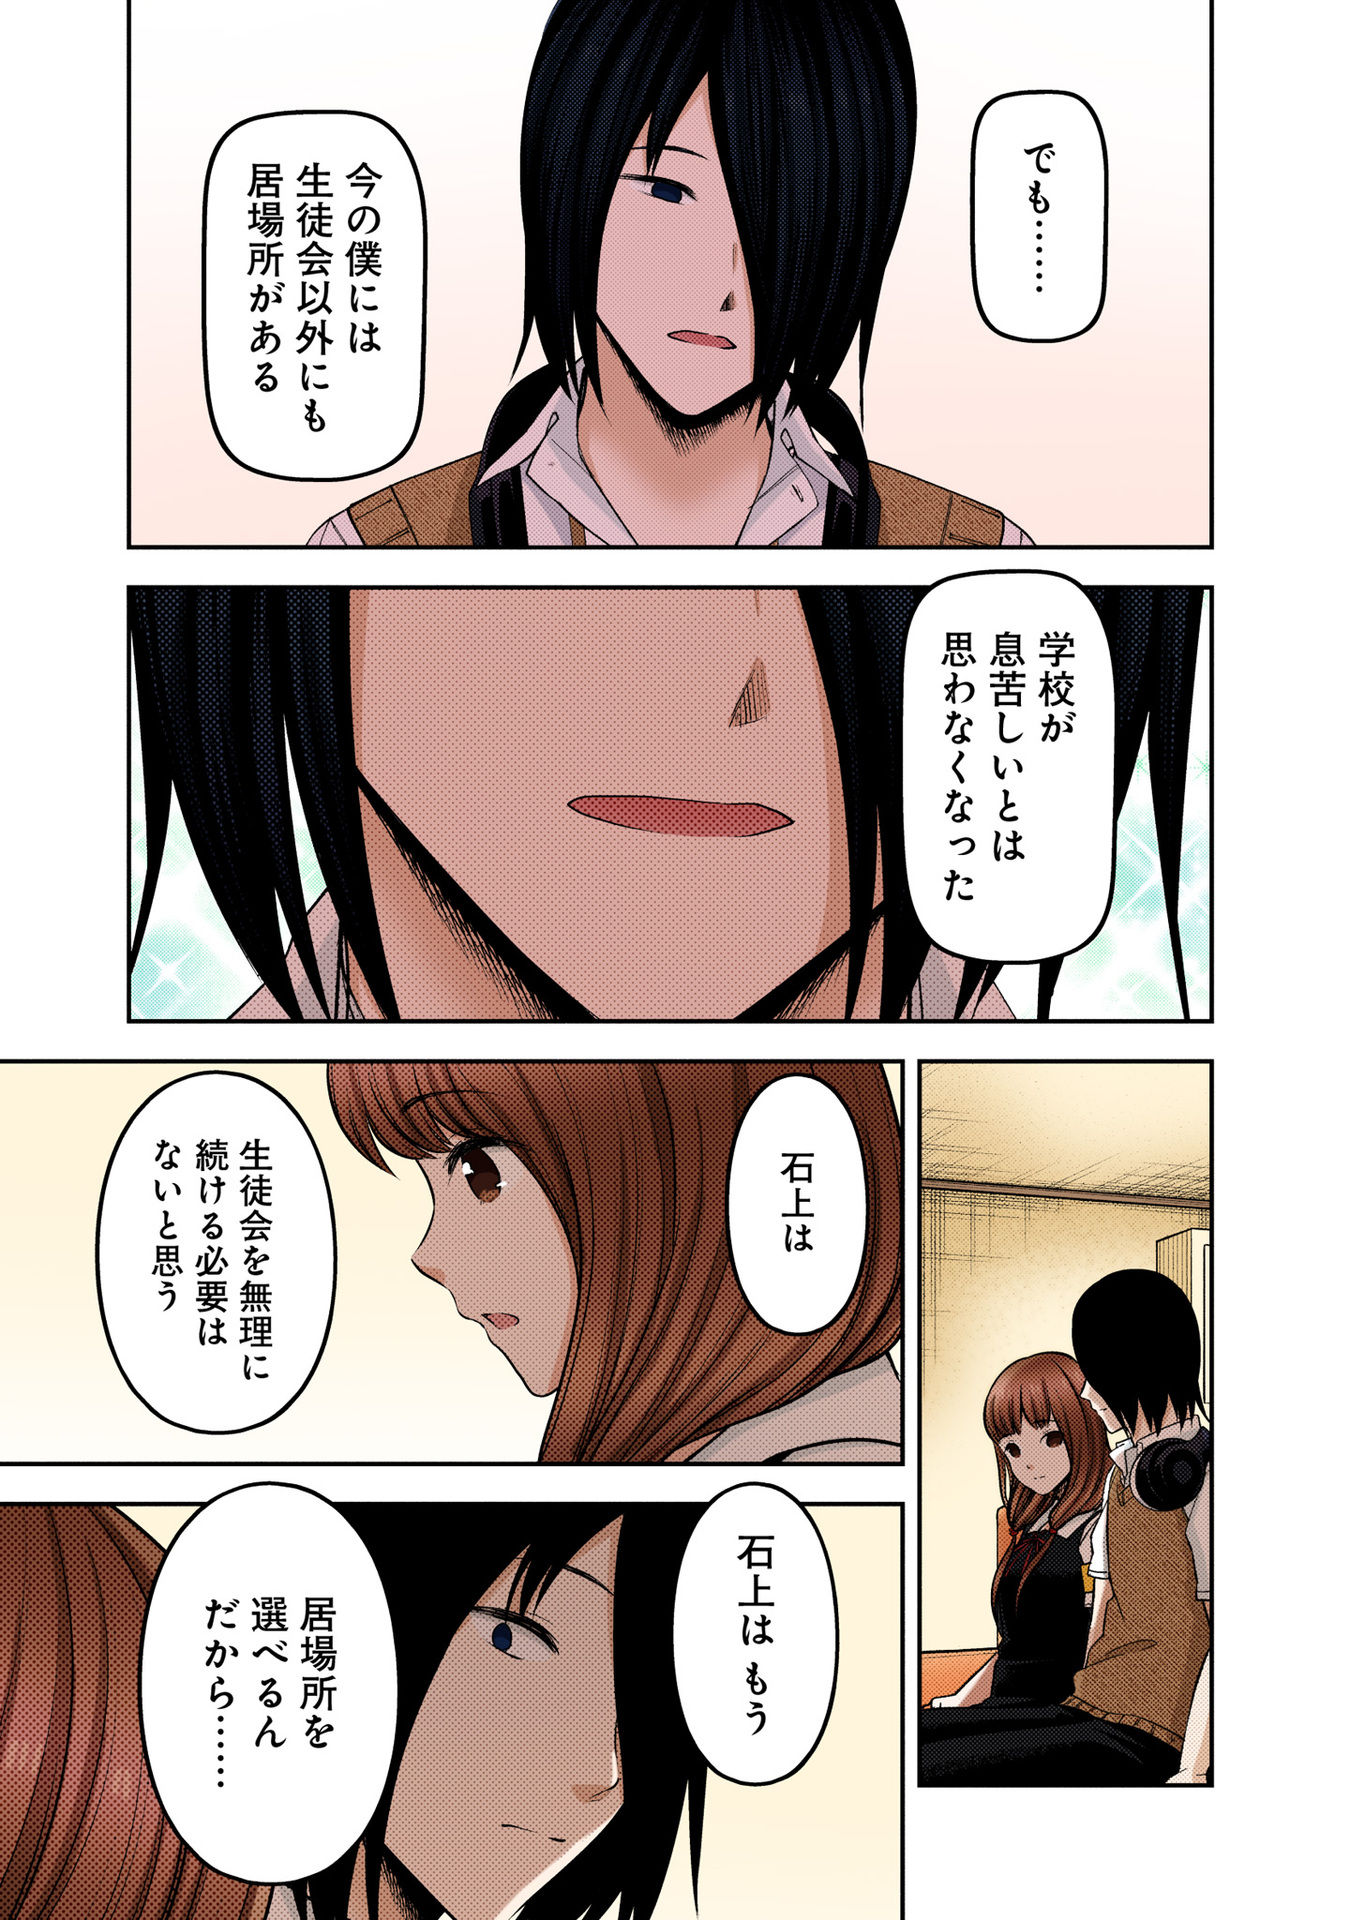 でも……
今の僕には
生徒会以外にも
居場所がある
学校が
息苦しいとは
思わなくなった
石上は
生徒会を無理に
続ける必要は
ないと思う
石上はもう
居場所を
選べるんだ
から……